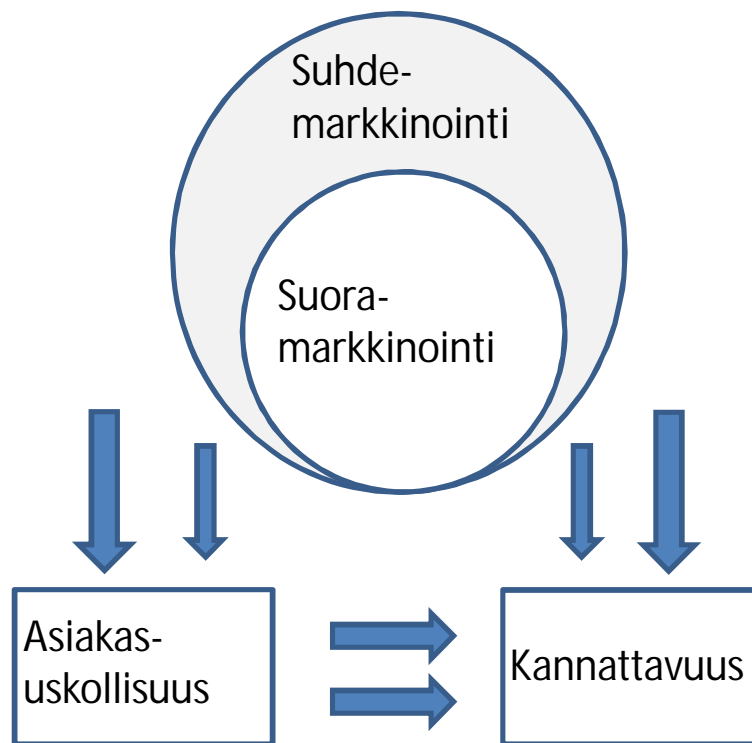 Suhde-
markkinointi
Suora-
markkinointi
Asiakas-
uskollisuus
Kannattavuus